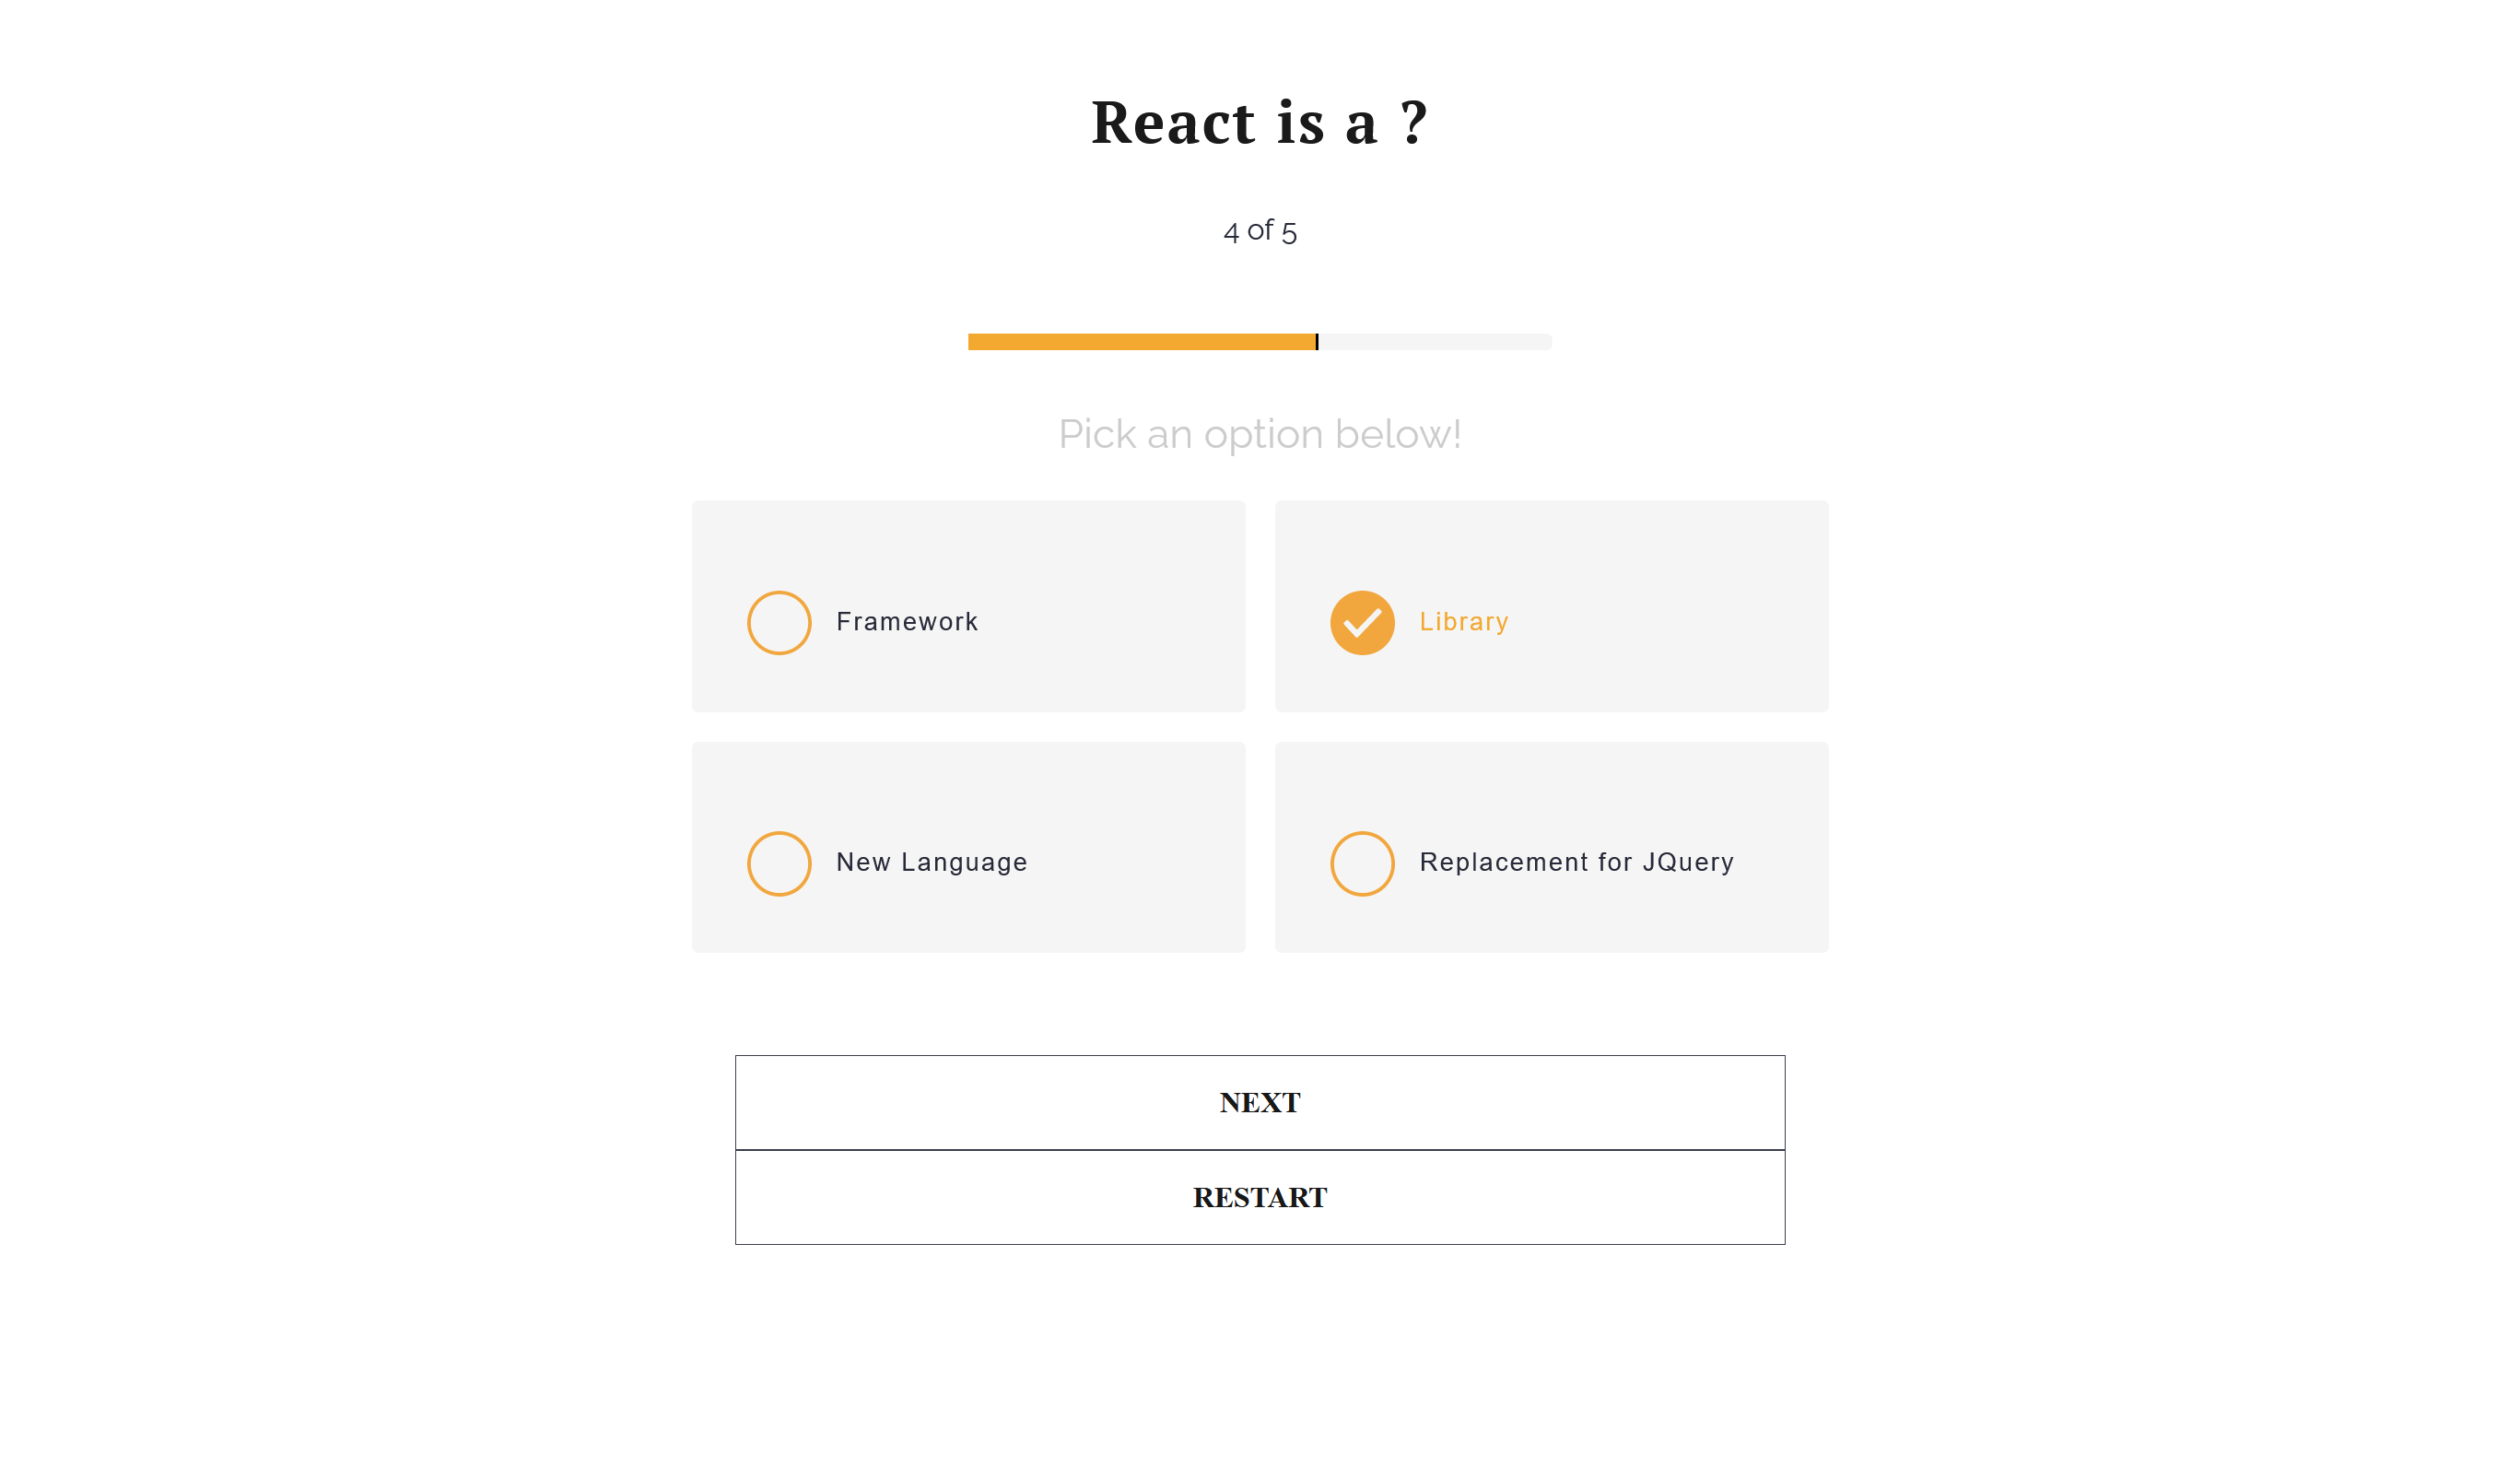 React is a ?
4 of 5
Pick an option below!
Framework
Library
New Language
Replacement for JQuery
NEXT
RESTART